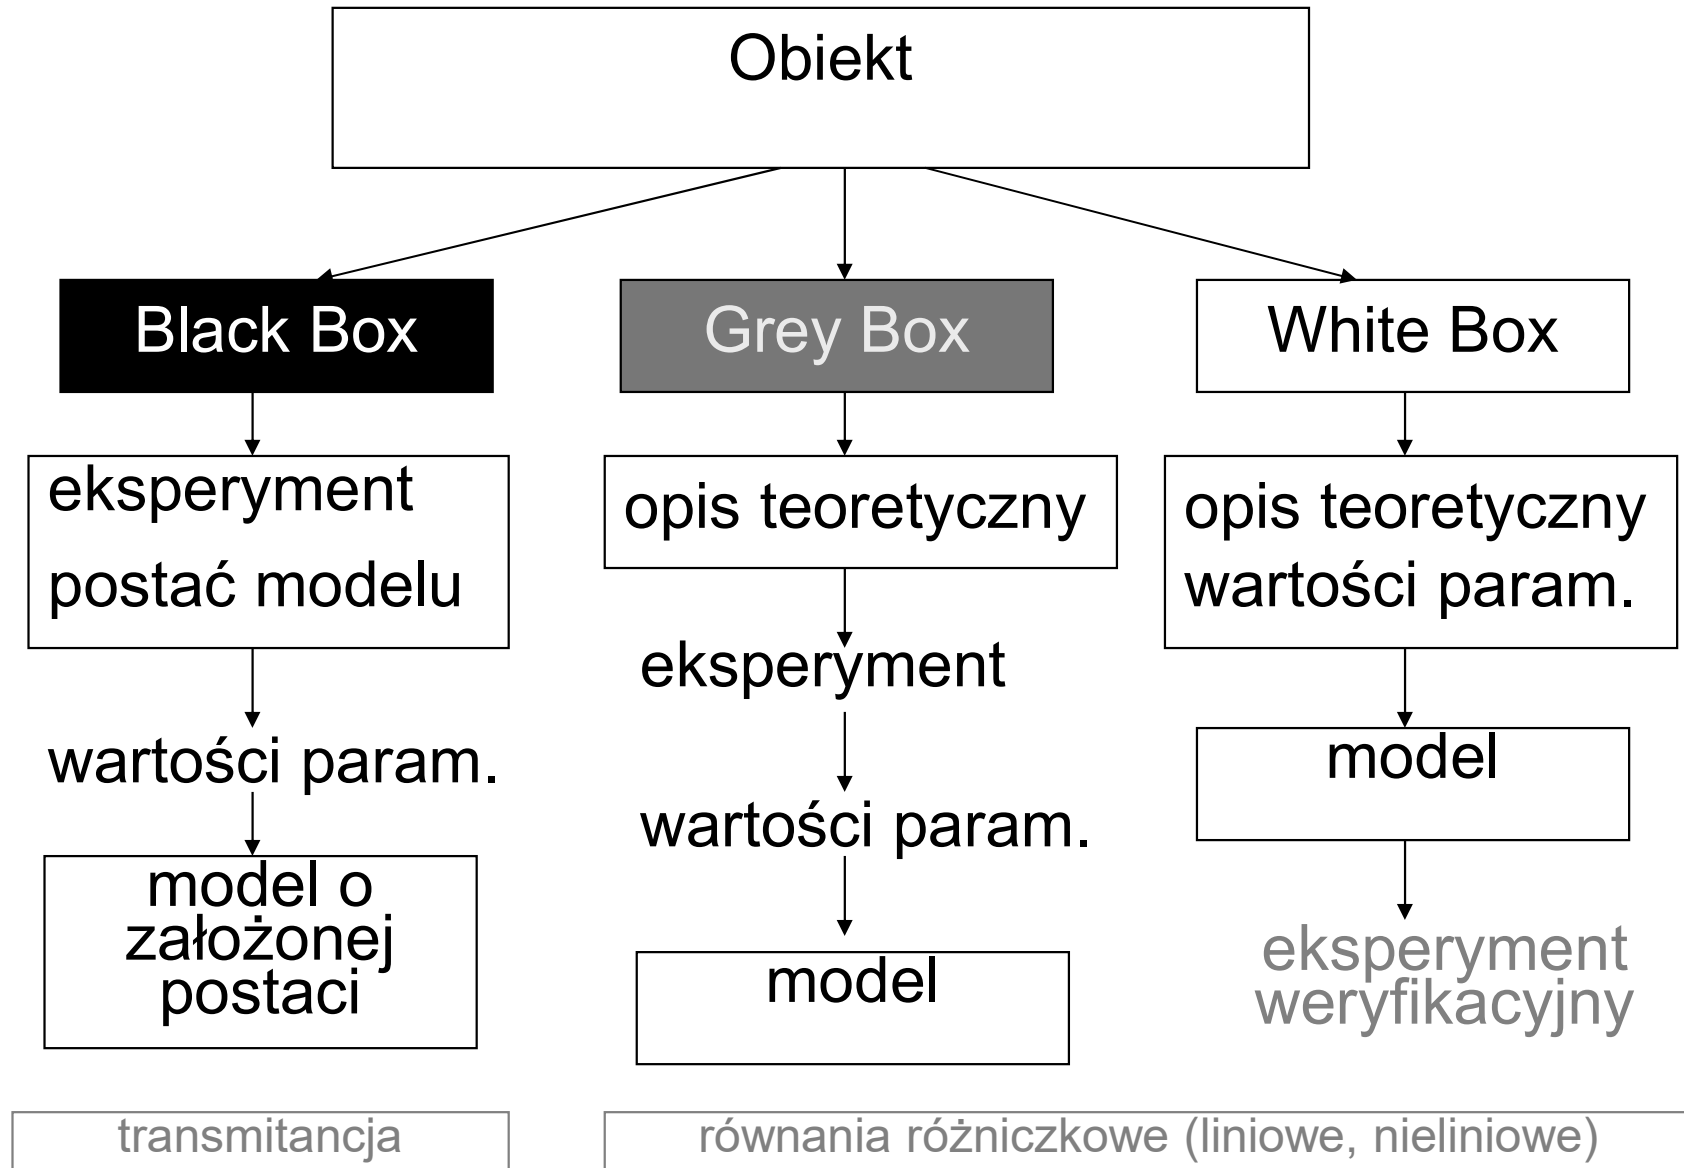 Obiekt
Black Box
eksperyment
postać modelu
wartości param.
model o
założonej
postaci
transmitancja
Grey Box
opis teoretyczny
eksperyment
wartości param.
model
White Box
opis teoretyczny
wartości param.
model
eksperyment
weryfikacyjny
równania różniczkowe (liniowe, nieliniowe)